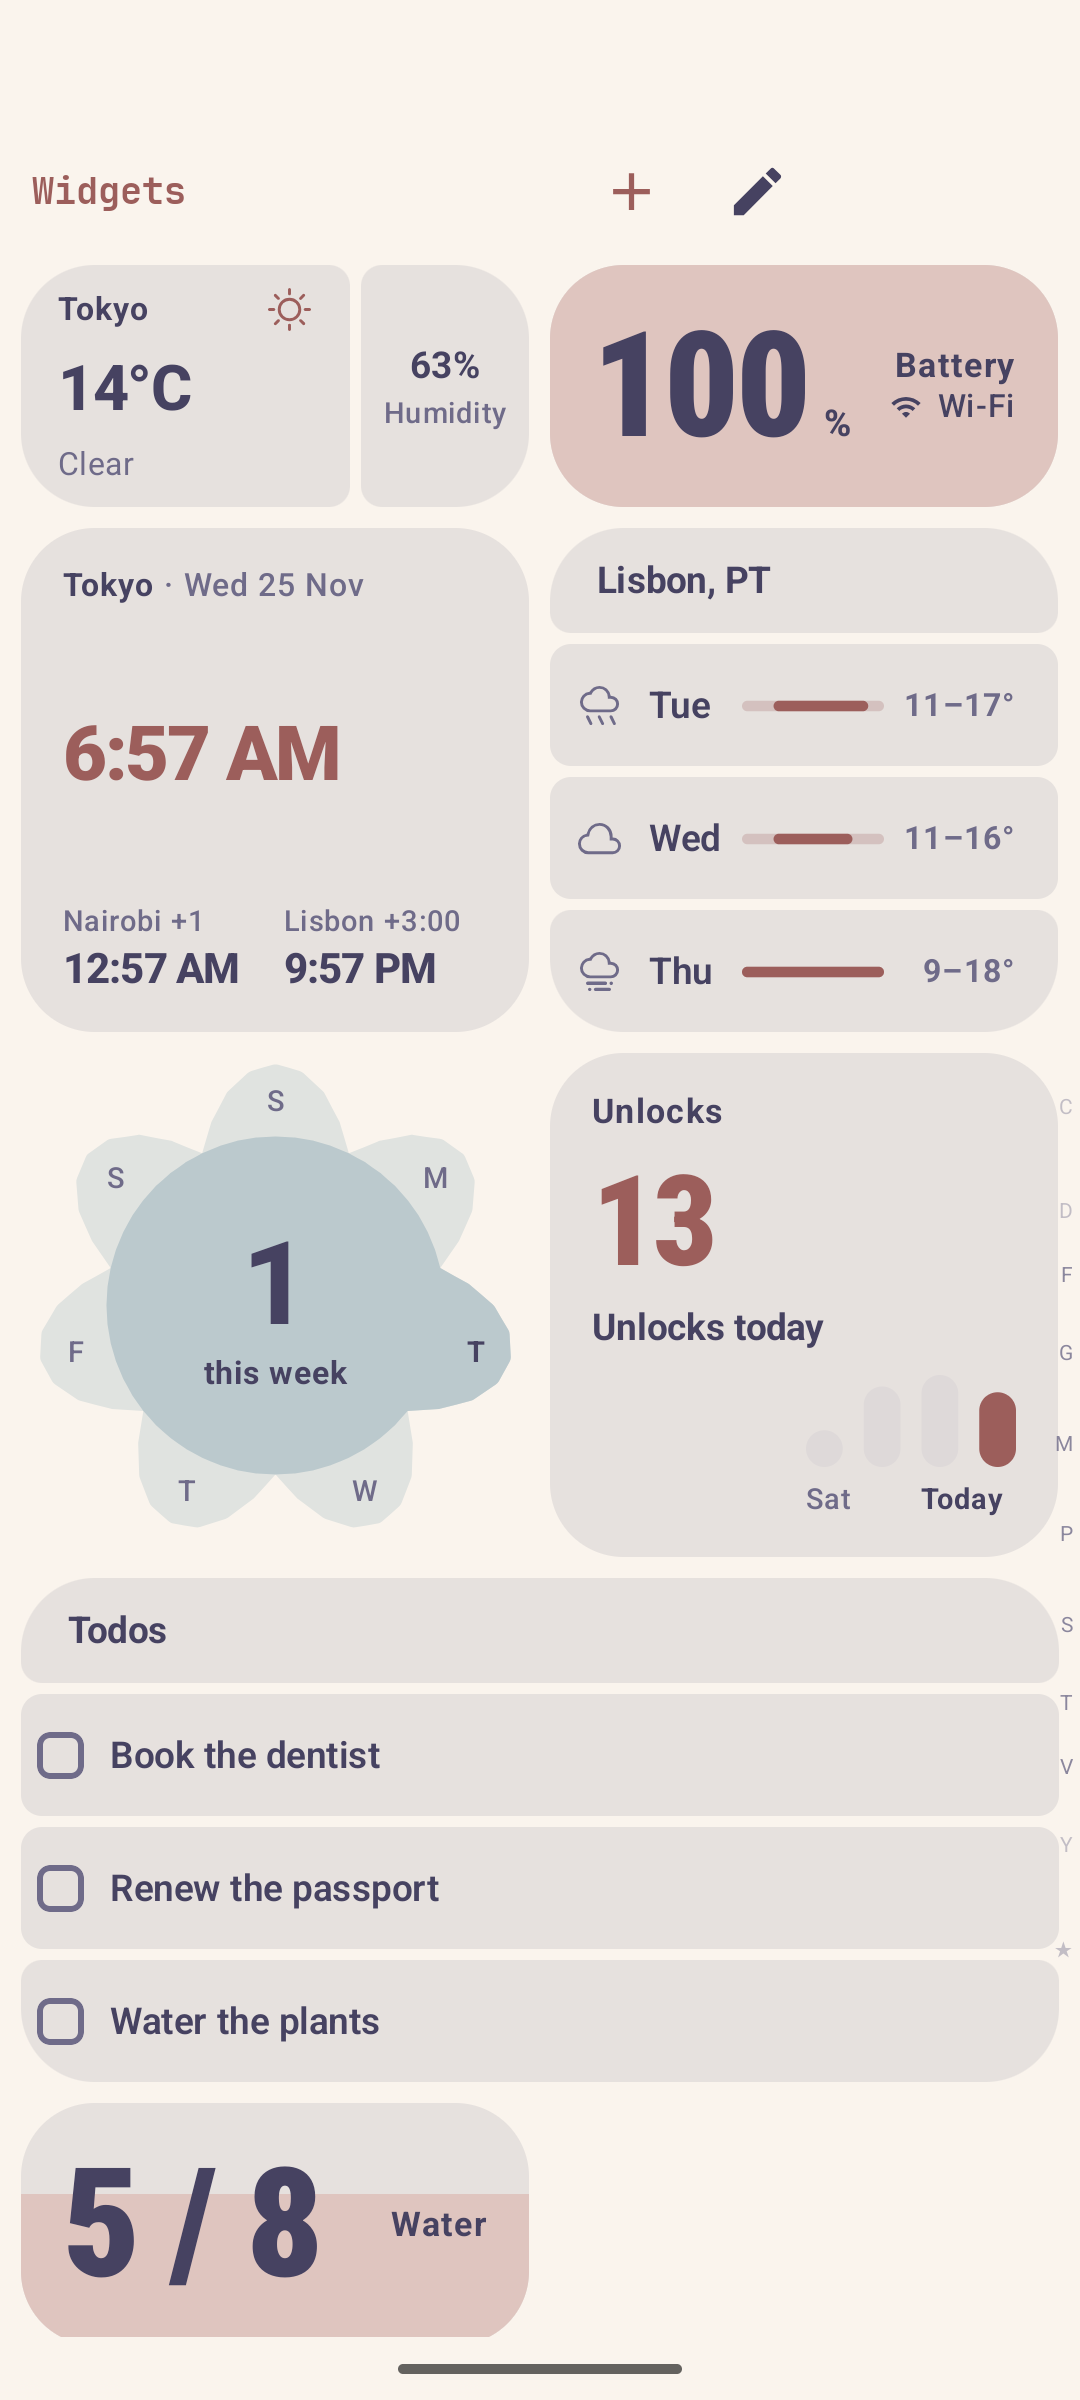 Widgets
Tokyo
14°C
Clear
63%
Humidity
100 %
Battery
Wi-Fi
Tokyo · Wed 25 Nov
6:57 AM
Nairobi +1
12:57 AM
Lisbon +3:00
9:57 PM
Lisbon, PT
Tue 11–17°
Wed 11–16°
Thu 9–18°
S
M
T
W
T
F
S
1
this week
Unlocks
13
Unlocks today
Sat
Today
C
D
F
G
M
P
S
T
V
Y
★
Todos
Book the dentist
Renew the passport
Water the plants
5 / 8
Water